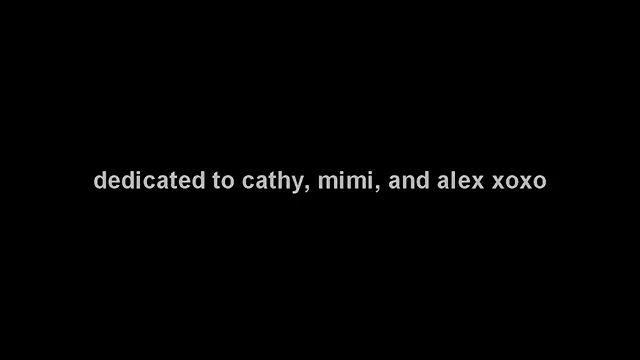 dedicated to cathy, mimi, and alex xoxo